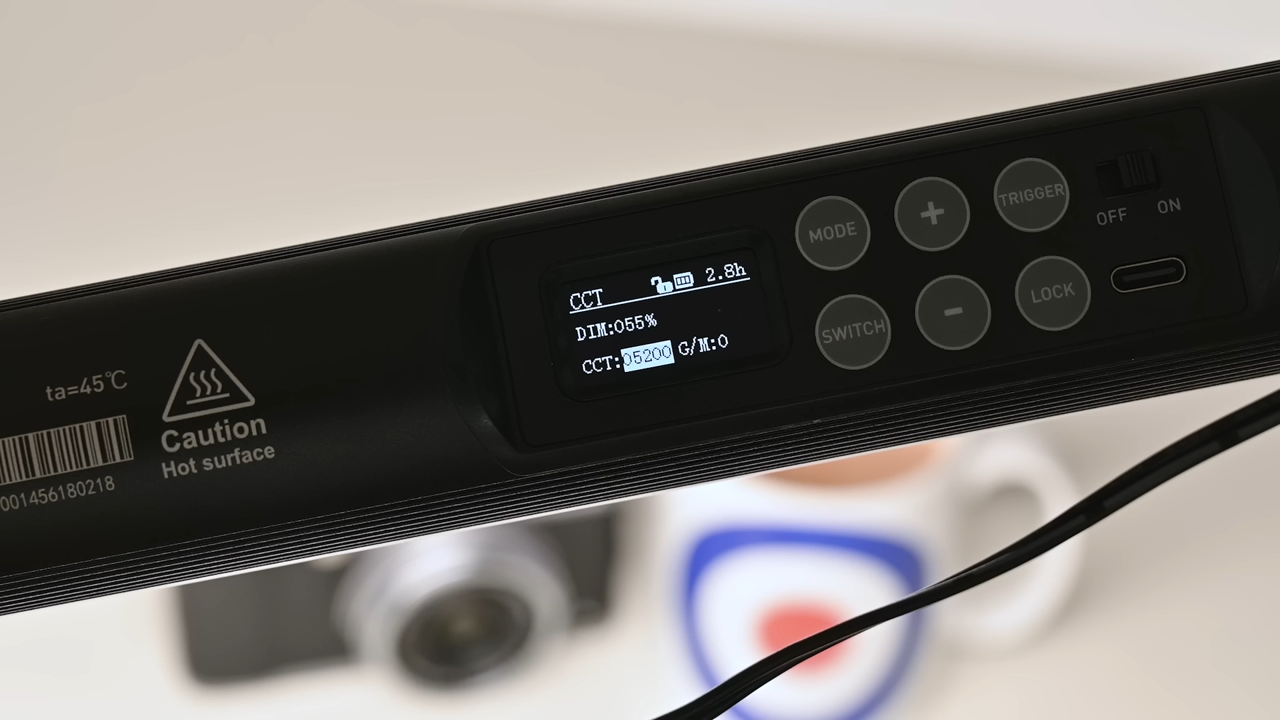 ta=45℃
001456180218
Caution
Hot surface
CCT 2.8h
DIM:055%
CCT:05200 G/M:0
MODE + TRIGGER
SWITCH - LOCK
OFF ON